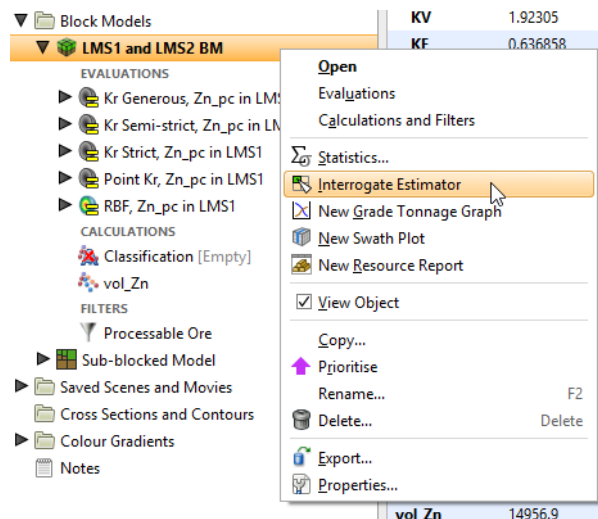 Block Models
LMS1 and LMS2 BM
EVALUATIONS
Kr Generous, Zn_pc in LMS
Kr Semi-strict, Zn_pc in LM
Kr Strict, Zn_pc in LMS1
Point Kr, Zn_pc in LMS1
RBF, Zn_pc in LMS1
CALCULATIONS
Classification [Empty]
vol_Zn
FILTERS
Processable Ore
Sub-blocked Model
Saved Scenes and Movies
Cross Sections and Contours
Colour Gradients
Notes
KV 1.92305
KE 0.636858
Open
Evaluations
Calculations and Filters
Statistics...
Interrogate Estimator
New Grade Tonnage Graph
New Swath Plot
New Resource Report
View Object
Copy...
Prioritise
Rename... F2
Delete... Delete
Export...
Properties...
vol_Zn 14956.9